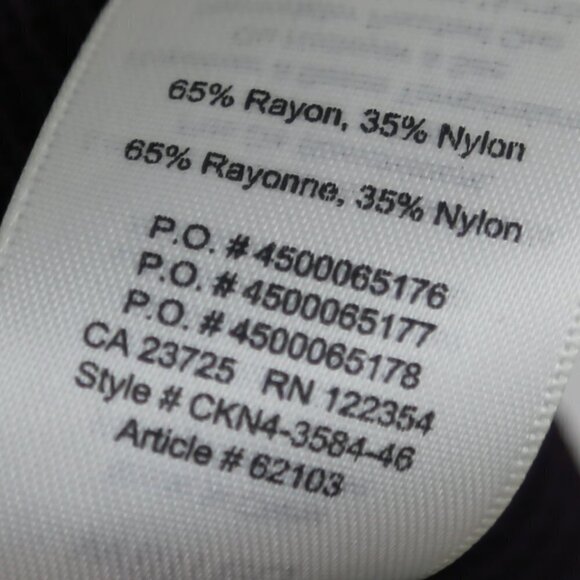 65% Rayon, 35% Nylon
65% Rayonne, 35% Nylon
P.O. # 4500065176
P.O. # 4500065177
P.O. # 4500065178
CA 23725 RN 122354
Style # CKN4-3584-46
Article # 62103